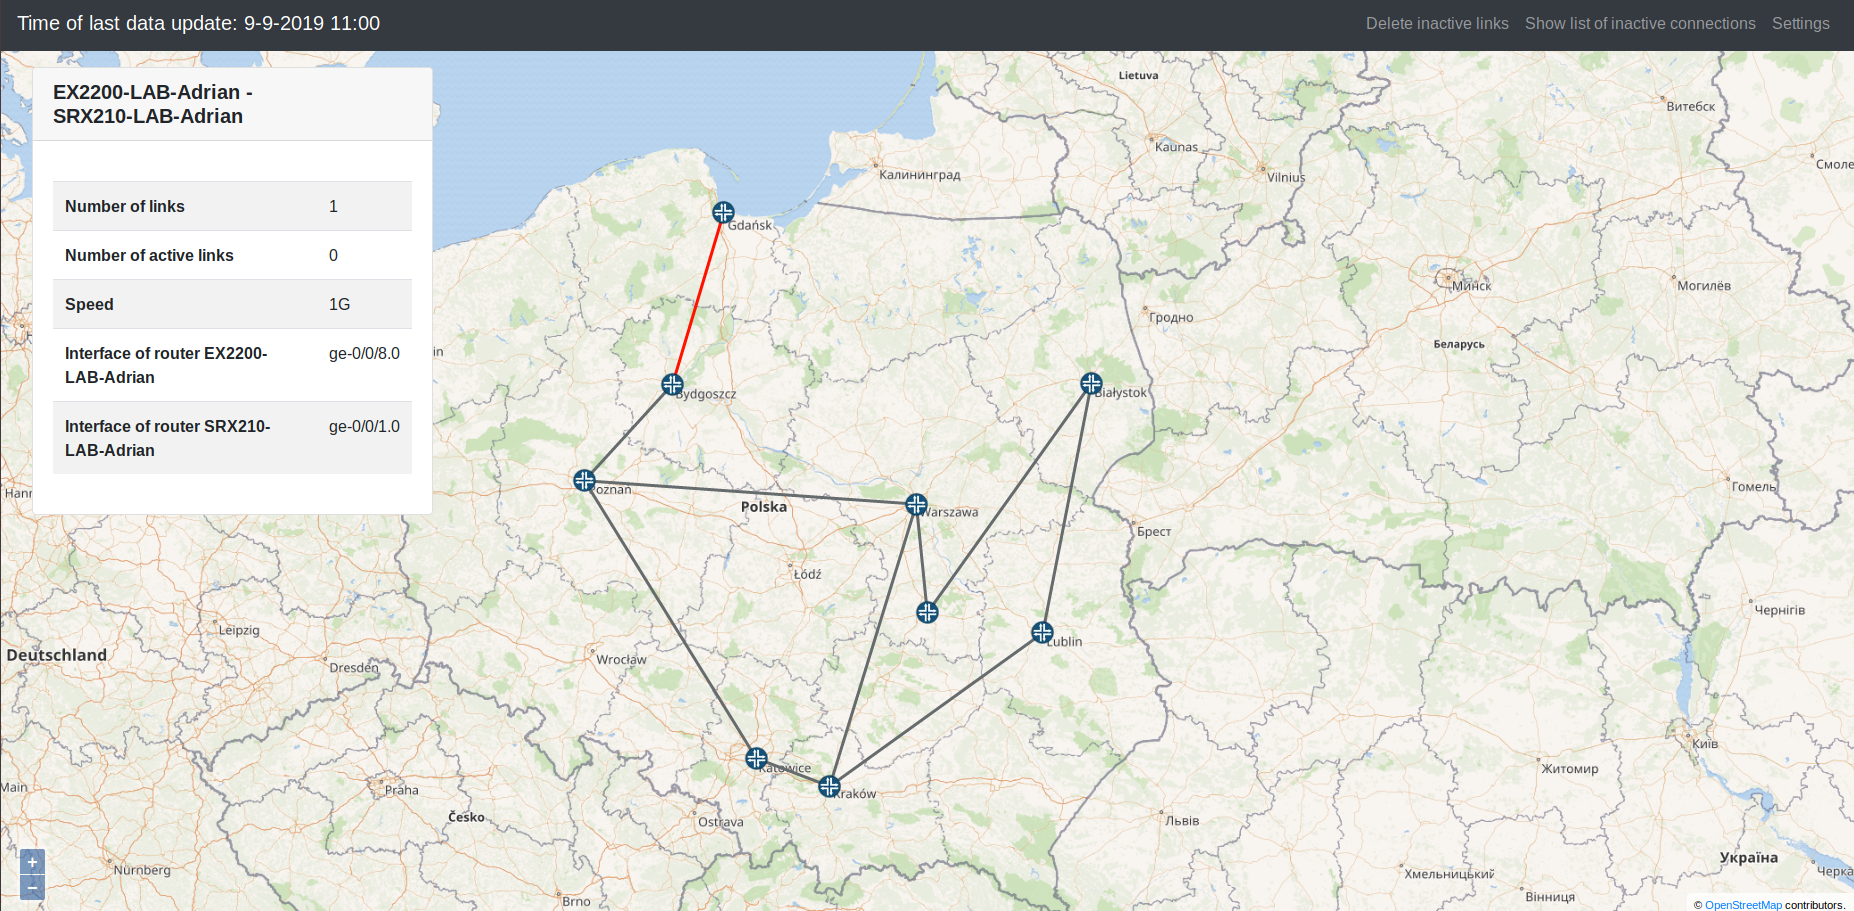 Time of last data update: 9-9-2019 11:00
Delete inactive links
Show list of inactive connections
Settings
EX2200-LAB-Adrian -
SRX210-LAB-Adrian
Number of links 1
Number of active links 0
Speed 1G
Interface of router EX2200-
LAB-Adrian
ge-0/0/8.0
Interface of router SRX210-
LAB-Adrian
ge-0/0/1.0
Lietuva
Витебск
Kaunas
Смоле
Калининград
Vilnius
Gdańsk
Минск
Могилёв
Гродно
Беларусь
in
Bydgoszcz
Białystok
Poznan
Hann
Гомель
Polska
Warszawa
Брест
Łódź
Чернігів
Leipzig
Lublin
Deutschland
Wrocław
Dresden
Київ
Katowice
Житомир
Main
Praha
Kraków
Česko
Ostrava
Львів
Україна
Nürnberg
Хмельницький
Черка
Brno
Вінниця
+
−
© OpenStreetMap contributors.